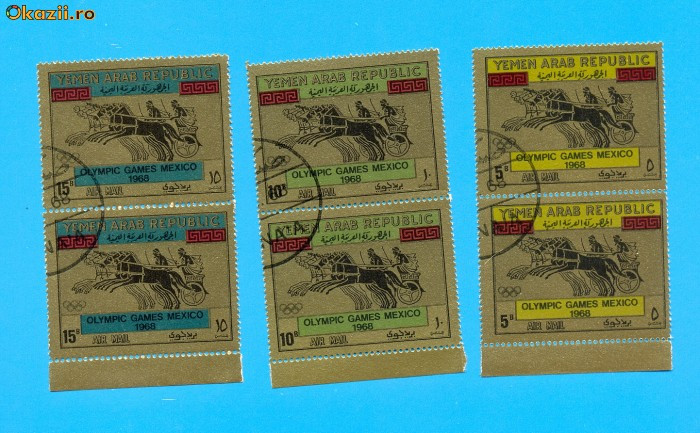 Okazii.ro
YEMEN ARAB REPUBLIC
الجمهورية العربية اليمنية
OLYMPIC GAMES MEXICO
15B 1968 ١٥
AIR MAIL بريد جوي
YEMEN ARAB REPUBLIC
الجمهورية العربية اليمنية
OLYMPIC GAMES MEXICO
15B 1968 ١٥
AIR MAIL بريد جوي
YEMEN ARAB REPUBLIC
الجمهورية العربية اليمنية
OLYMPIC GAMES MEXICO
10B 1968 ١٠
AIR MAIL بريد جوي
YEMEN ARAB REPUBLIC
الجمهورية العربية اليمنية
OLYMPIC GAMES MEXICO
10B 1968 ١٠
AIR MAIL بريد جوي
YEMEN ARAB REPUBLIC
الجمهورية العربية اليمنية
OLYMPIC GAMES MEXICO
5B 1968 ٥
AIR MAIL بريد جوي
YEMEN ARAB REPUBLIC
الجمهورية العربية اليمنية
OLYMPIC GAMES MEXICO
5B 1968 ٥
AIR MAIL بريد جوي